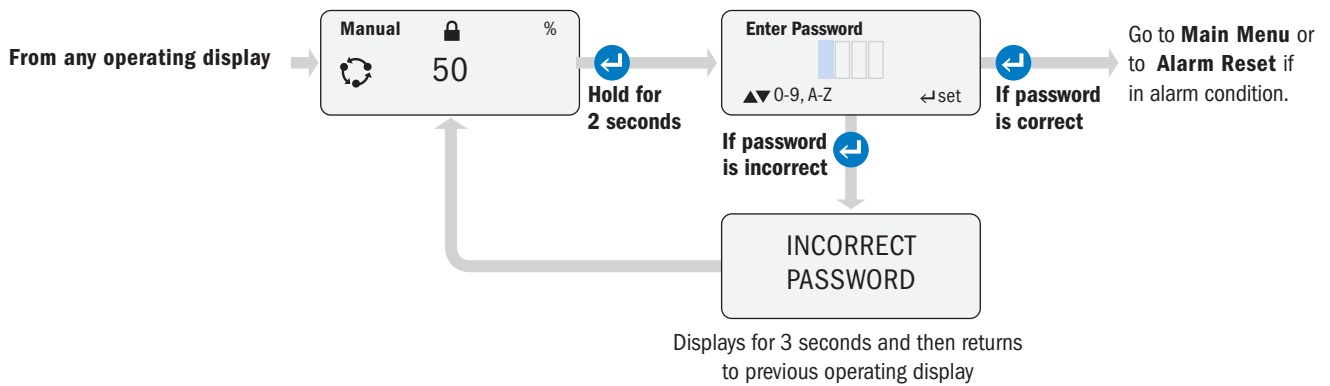 From any operating display
Manual %
50
Hold for
2 seconds
Enter Password
▲▼ 0-9, A-Z ↵ set
If password
is correct
Go to Main Menu or
to Alarm Reset if
in alarm condition.
If password
is incorrect
INCORRECT
PASSWORD
Displays for 3 seconds and then returns
to previous operating display